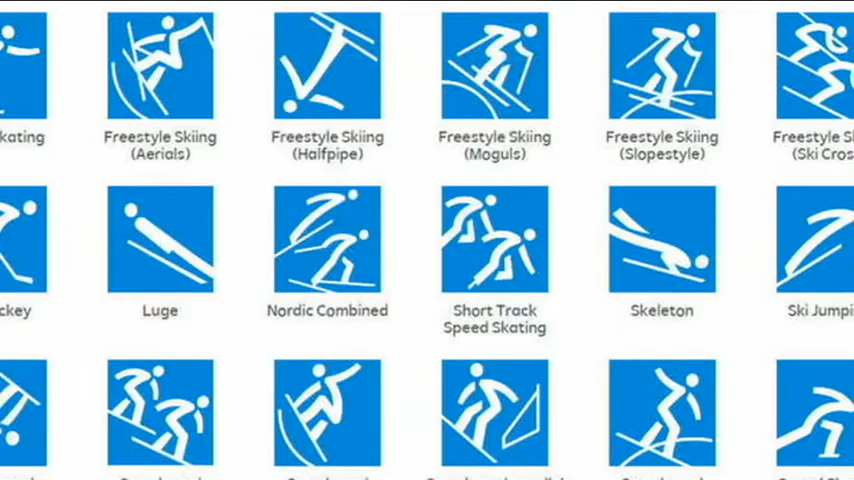 kating
Freestyle Skiing
(Aerials)
Freestyle Skiing
(Halfpipe)
Freestyle Skiing
(Moguls)
Freestyle Skiing
(Slopestyle)
Freestyle Sk
(Ski Cros
ckey
Luge
Nordic Combined
Short Track
Speed Skating
Skeleton
Ski Jumpi